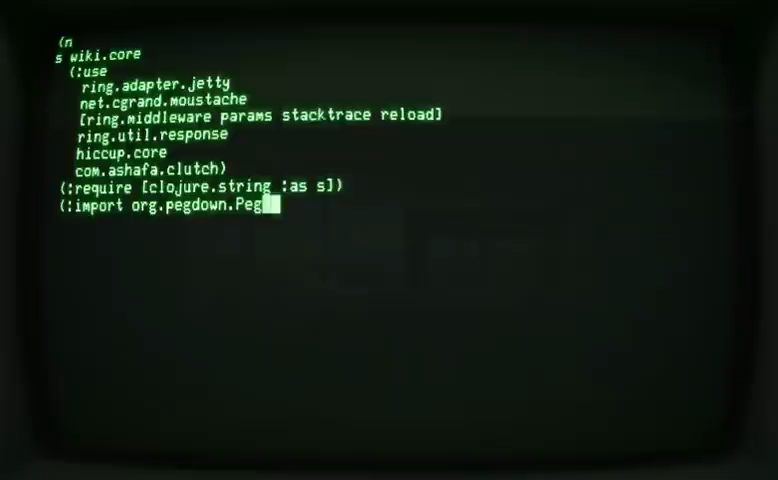 (n
s wiki.core
(:use
ring.adapter.jetty
net.cgrand.moustache
[ring.middleware params stacktrace reload]
ring.util.response
hiccup.core
com.ashafa.clutch)
(:require [clojure.string :as s])
(:import org.pegdown.Peg